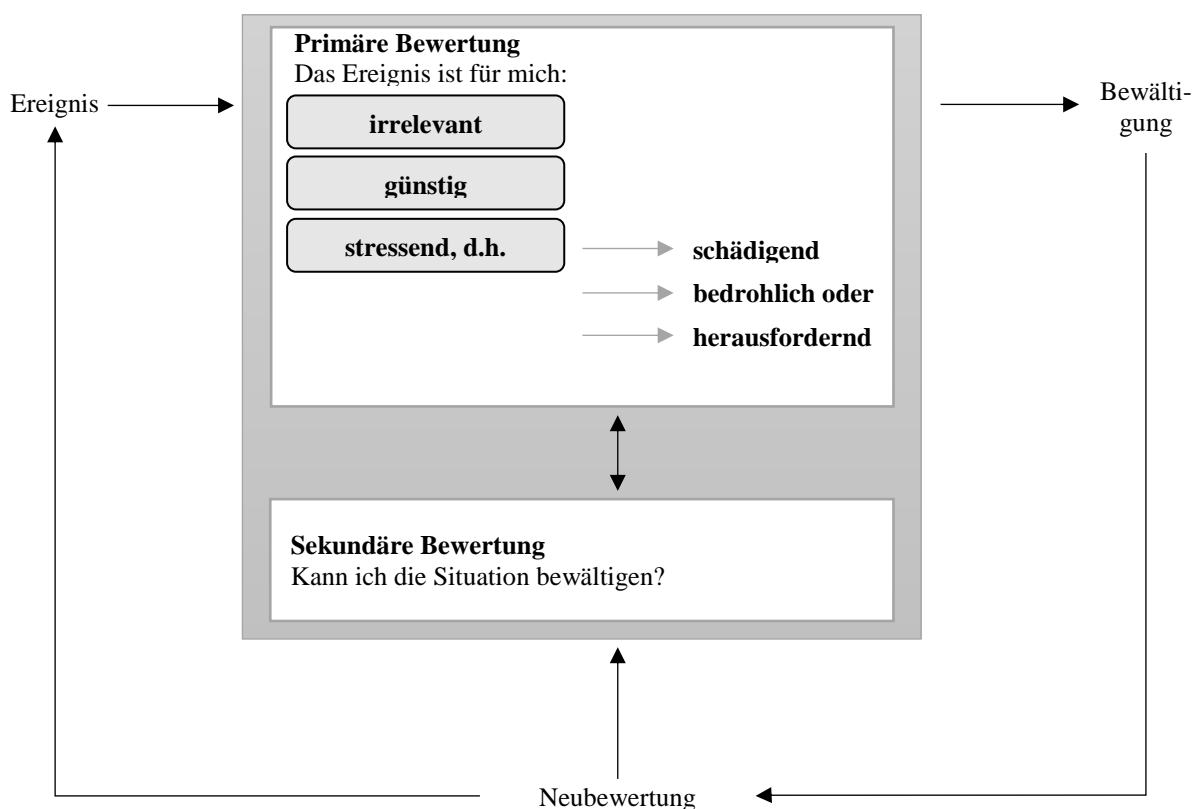 Primäre Bewertung
Das Ereignis ist für mich:
Ereignis
irrelevant
günstig
stressend, d.h.
schädigend
bedrohlich oder
herausfordernd
Bewälti-
gung
Sekundäre Bewertung
Kann ich die Situation bewältigen?
Neubewertung